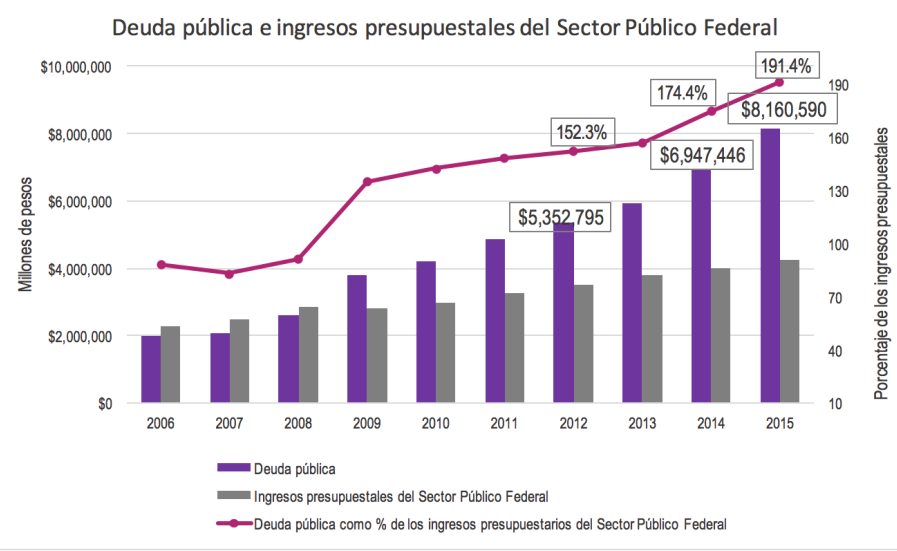 Deuda pública e ingresos presupuestales del Sector Público Federal
Millones de pesos
$10,000,000
$8,000,000
$6,000,000
$4,000,000
$2,000,000
$0
152.3%
174.4%
191.4%
$5,352,795
$6,947,446
$8,160,590
190
160
130
100
70
40
10
Porcentaje de los ingresos presupuestales
2006 2007 2008 2009 2010 2011 2012 2013 2014 2015
Deuda pública
Ingresos presupuestales del Sector Público Federal
Deuda pública como % de los ingresos presupuestarios del Sector Público Federal